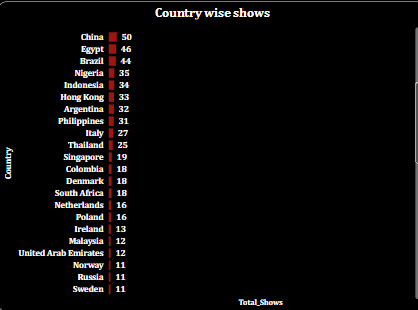 Country wise shows
China 50
Egypt 46
Brazil 44
Nigeria 35
Indonesia 34
Hong Kong 33
Argentina 32
Philippines 31
Italy 27
Thailand 25
Singapore 19
Colombia 18
Denmark 18
South Africa 18
Netherlands 16
Poland 16
Ireland 13
Malaysia 12
United Arab Emirates 12
Norway 11
Russia 11
Sweden 11
Country
Total_Shows